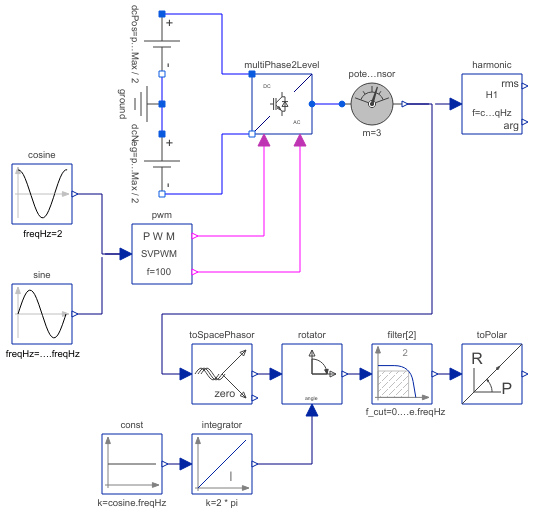 dcPos=p...Max / 2
+
-
ground
dcNeg=p...Max / 2
+
-
multiPhase2Level
DC
AC
pote...nsor
m=3
harmonic
rms
H1
f=c...qHz
arg
cosine
freqHz=2
pwm
P W M
SVPWM
f=100
sine
freqHz=....freqHz
toSpacePhasor
zero
rotator
angle
filter[2]
2
f_cut=0....e.freqHz
toPolar
R
P
const
k=cosine.freqHz
integrator
I
k=2 * pi